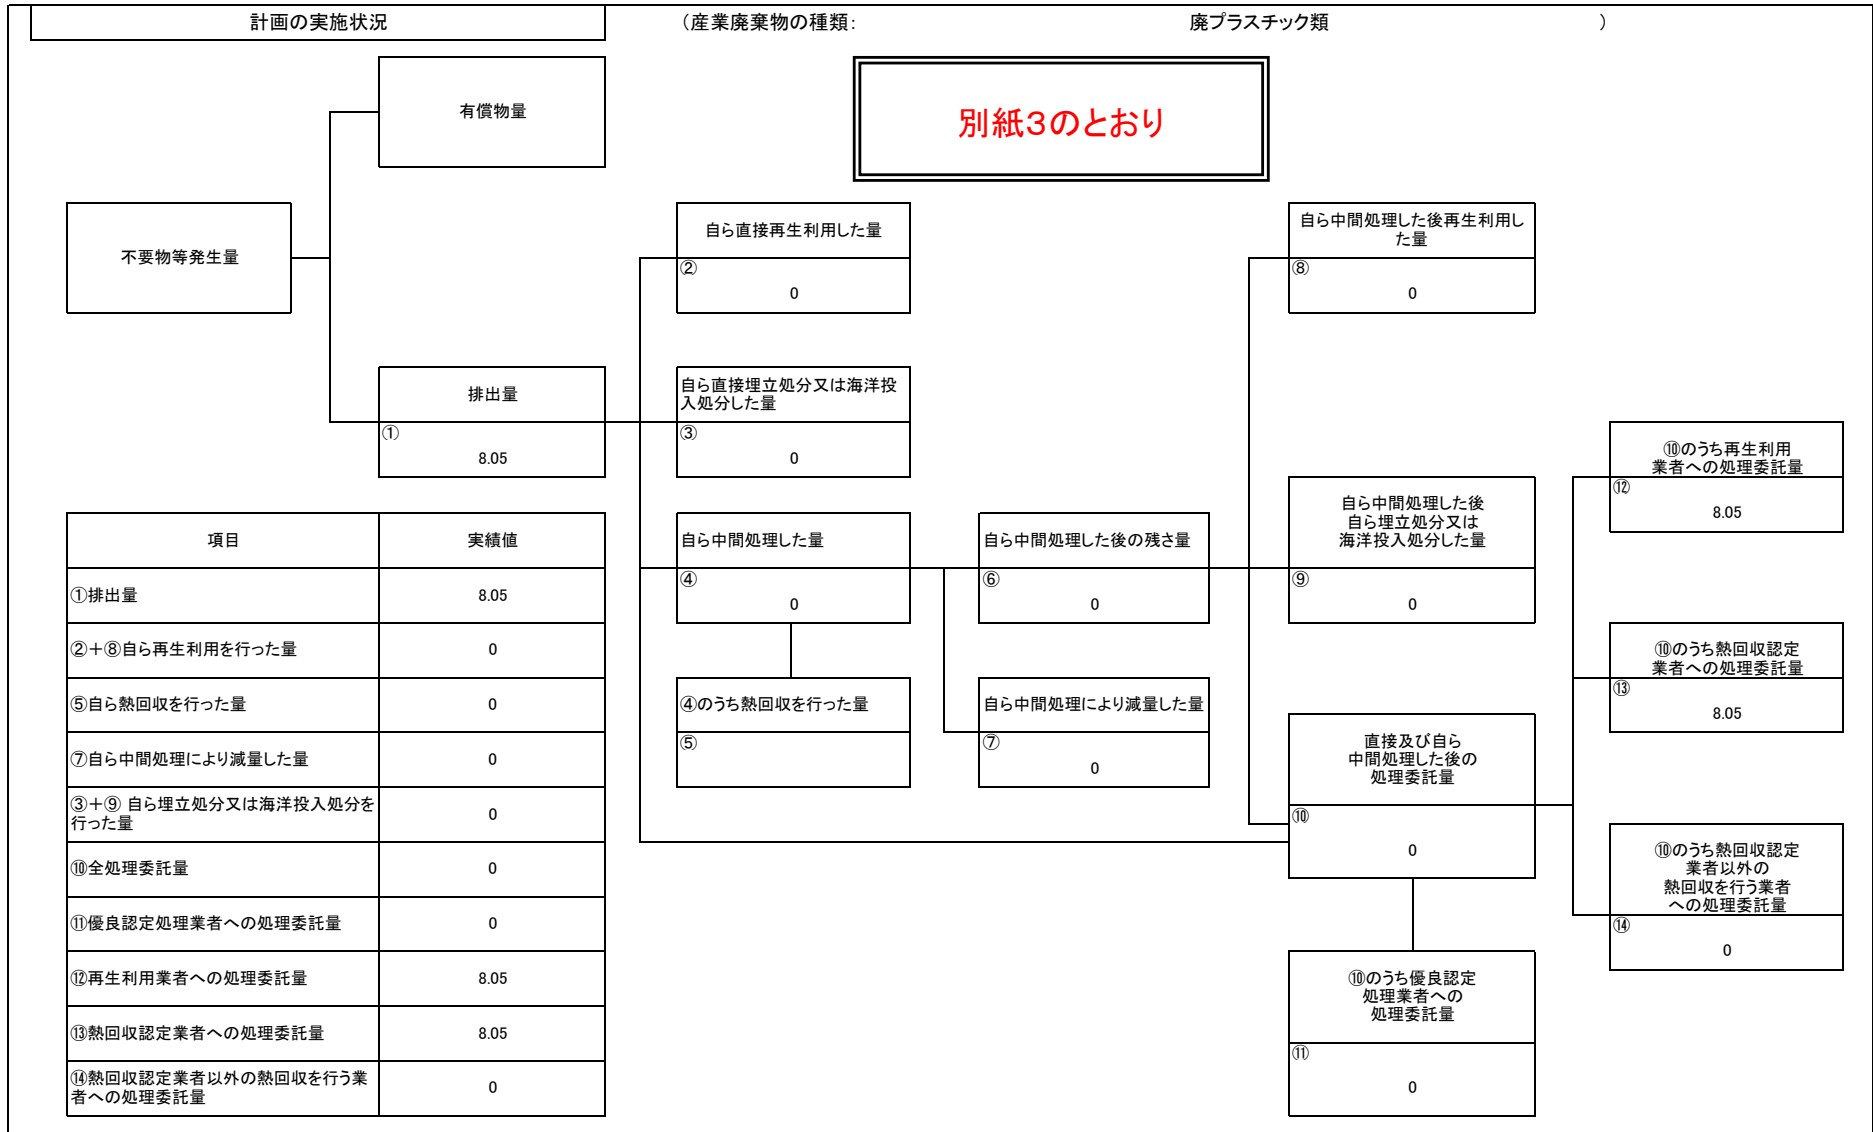 計画の実施状況
（産業廃棄物の種類： 廃プラスチック類 ）
有償物量
別紙3のとおり
不要物等発生量
自ら直接再生利用した量
②
0
自ら中間処理した後再生利用し
た量
⑧
0
排出量
①
8.05
自ら直接埋立処分又は海洋投
入処分した量
③
0
⑩のうち再生利用
業者への処理委託量
⑫
8.05
自ら中間処理した量
④
0
自ら中間処理した後の残さ量
⑥
0
自ら中間処理した後
自ら埋立処分又は
海洋投入処分した量
⑨
0
⑩のうち熱回収認定
業者への処理委託量
⑬
8.05
④のうち熱回収を行った量
⑤
自ら中間処理により減量した量
⑦
0
直接及び自ら
中間処理した後の
処理委託量
⑩
0
⑩のうち熱回収認定
業者以外の
熱回収を行う業者
への処理委託量
⑭
0
⑩のうち優良認定
処理業者への
処理委託量
⑪
0
項目 実績値
①排出量 8.05
②＋⑧自ら再生利用を行った量 0
⑤自ら熱回収を行った量 0
⑦自ら中間処理により減量した量 0
③＋⑨ 自ら埋立処分又は海洋投入処分を
行った量 0
⑩全処理委託量 0
⑪優良認定処理業者への処理委託量 0
⑫再生利用業者への処理委託量 8.05
⑬熱回収認定業者への処理委託量 8.05
⑭熱回収認定業者以外の熱回収を行う業
者への処理委託量 0